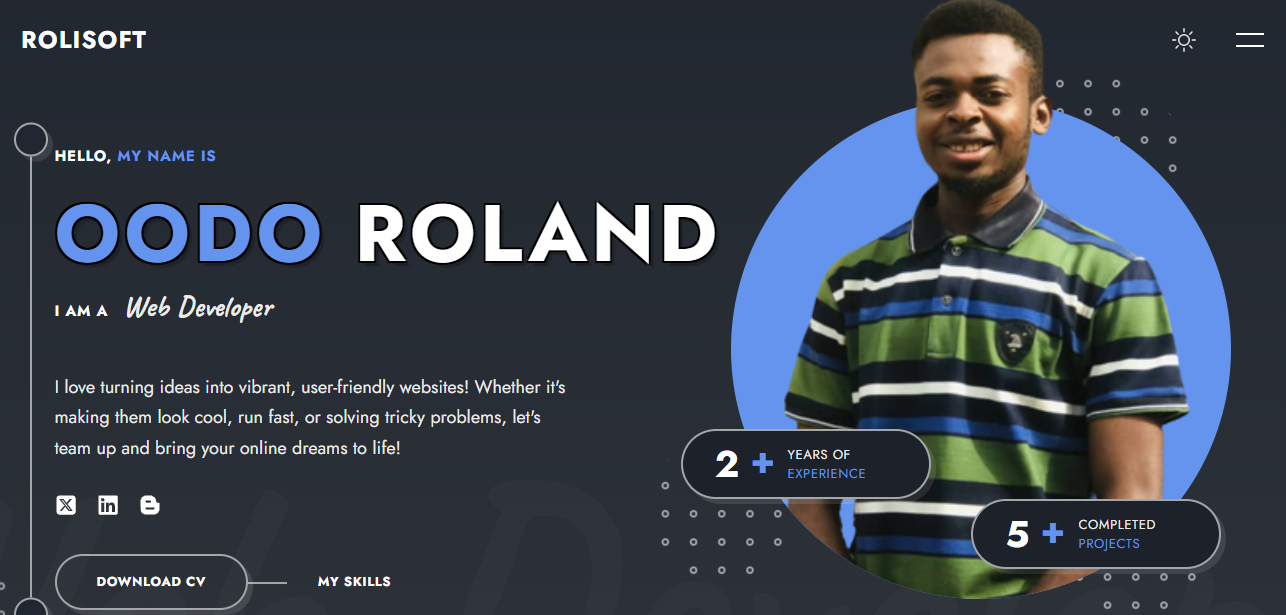 ROLISOFT
HELLO, MY NAME IS
OODO ROLAND
I AM A Web Developer
I love turning ideas into vibrant, user-friendly websites! Whether it's
making them look cool, run fast, or solving tricky problems, let's
team up and bring your online dreams to life!
2 + YEARS OF
EXPERIENCE
5 + COMPLETED
PROJECTS
DOWNLOAD CV
MY SKILLS